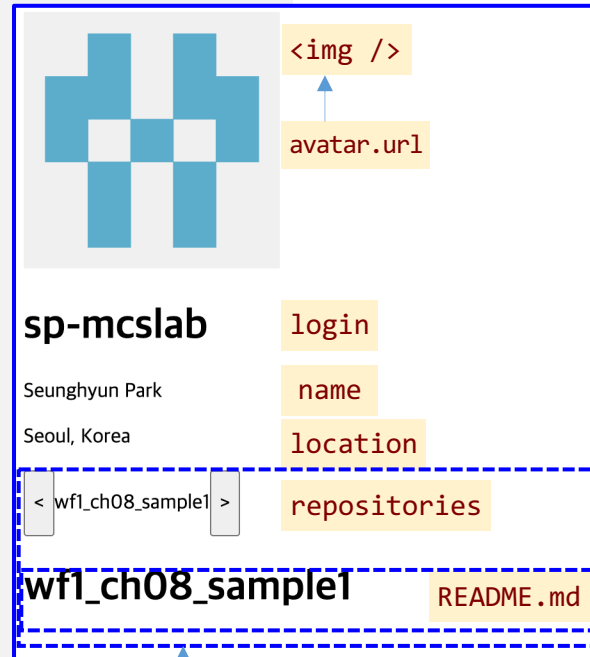 <img />
avatar.url
sp-mcslab login
Seunghyun Park name
Seoul, Korea location
< wf1_ch08_sample1 > repositories
wf1_ch08_sample1 README.md